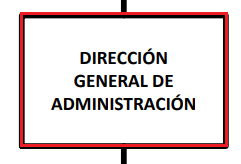 DIRECCIÓN
GENERAL DE
ADMINISTRACIÓN